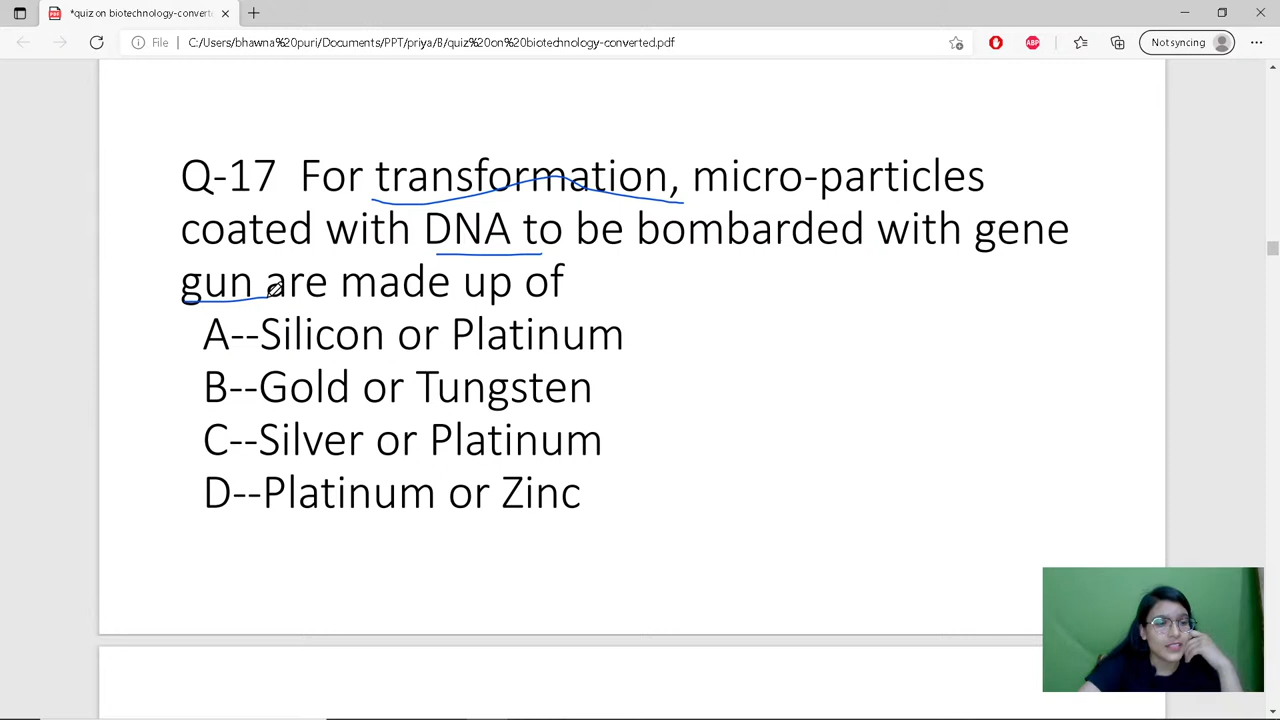 *quiz on biotechnology-converte
File
C:/Users/bhawna%20puri/Documents/PPT/priya/B/quiz%20on%20biotechnology-converted.pdf
ABP
Not syncing
Q-17 For transformation, micro-particles
coated with DNA to be bombarded with gene
gun are made up of
A--Silicon or Platinum
B--Gold or Tungsten
C--Silver or Platinum
D--Platinum or Zinc